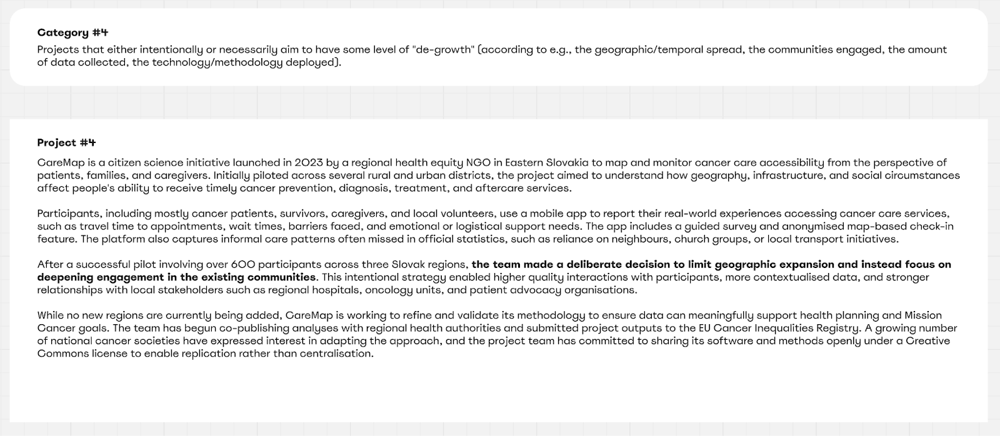 Category #4
Projects that either intentionally or necessarily aim to have some level of "de-growth" (according to e.g., the geographic/temporal spread, the communities engaged, the amount
of data collected, the technology/methodology deployed).
Project #4
CareMap is a citizen science initiative launched in 2023 by a regional health equity NGO in Eastern Slovakia to map and monitor cancer care accessibility from the perspective of
patients, families, and caregivers. Initially piloted across several rural and urban districts, the project aimed to understand how geography, infrastructure, and social circumstances
affect people's ability to receive timely cancer prevention, diagnosis, treatment, and aftercare services.
Participants, including mostly cancer patients, survivors, caregivers, and local volunteers, use a mobile app to report their real-world experiences accessing cancer care services,
such as travel time to appointments, wait times, barriers faced, and emotional or logistical support needs. The app includes a guided survey and anonymised map-based check-in
feature. The platform also captures informal care patterns often missed in official statistics, such as reliance on neighbours, church groups, or local transport initiatives.
After a successful pilot involving over 600 participants across three Slovak regions, the team made a deliberate decision to limit geographic expansion and instead focus on
deepening engagement in the existing communities. This intentional strategy enabled higher quality interactions with participants, more contextualised data, and stronger
relationships with local stakeholders such as regional hospitals, oncology units, and patient advocacy organisations.
While no new regions are currently being added, CareMap is working to refine and validate its methodology to ensure data can meaningfully support health planning and Mission
Cancer goals. The team has begun co-publishing analyses with regional health authorities and submitted project outputs to the EU Cancer Inequalities Registry. A growing number
of national cancer societies have expressed interest in adapting the approach, and the project team has committed to sharing its software and methods openly under a Creative
Commons license to enable replication rather than centralisation.